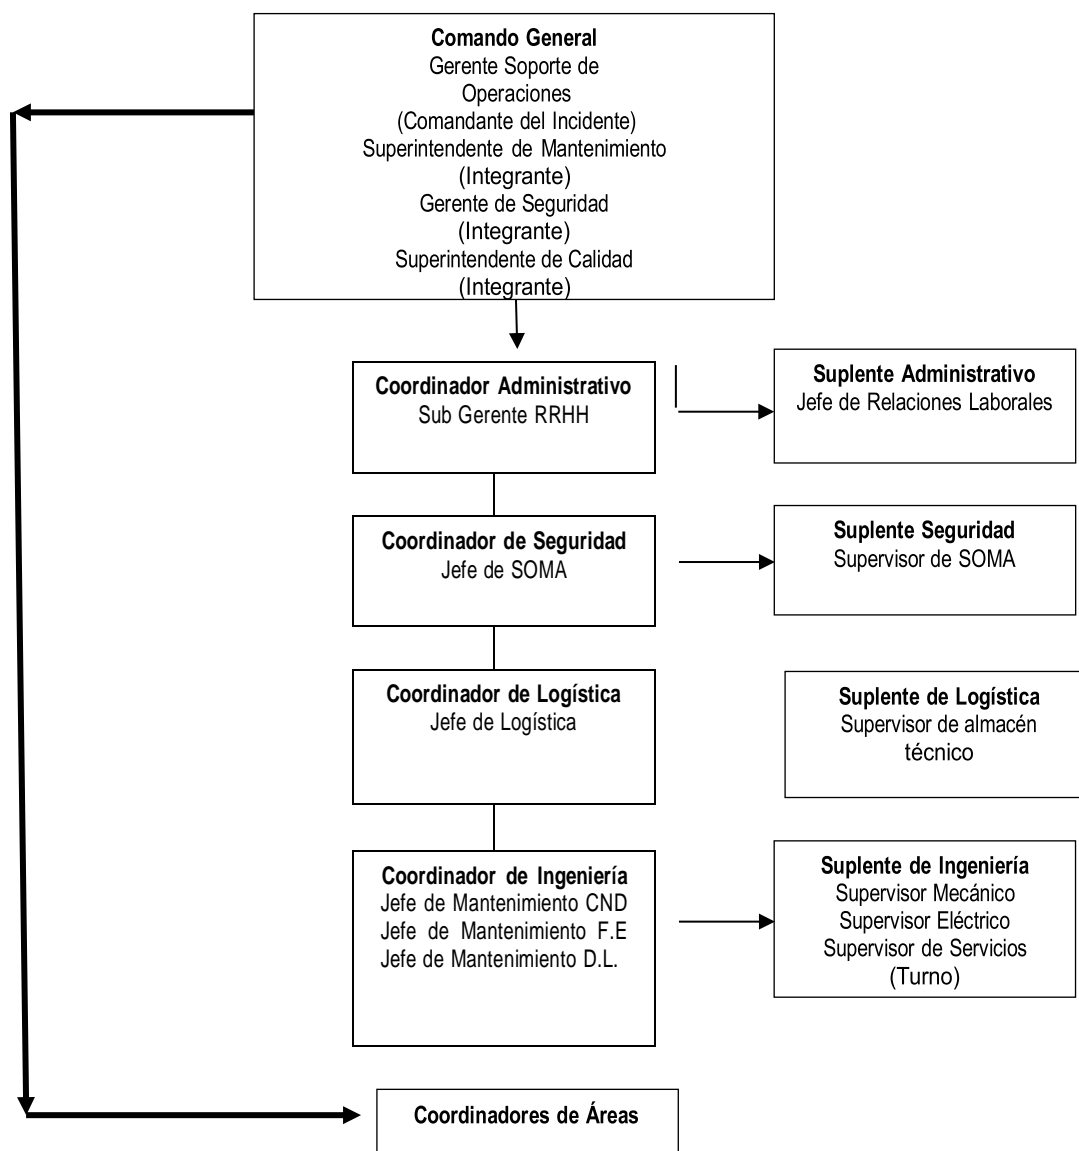 Comando General
Gerente Soporte de
Operaciones
(Comandante del Incidente)
Superintendente de Mantenimiento
(Integrante)
Gerente de Seguridad
(Integrante)
Superintendente de Calidad
(Integrante)
Coordinador Administrativo
Sub Gerente RRHH
Suplente Administrativo
Jefe de Relaciones Laborales
Coordinador de Seguridad
Jefe de SOMA
Suplente Seguridad
Supervisor de SOMA
Coordinador de Logística
Jefe de Logística
Suplente de Logística
Supervisor de almacén
técnico
Coordinador de Ingeniería
Jefe de Mantenimiento CND
Jefe de Mantenimiento F.E
Jefe de Mantenimiento D.L.
Suplente de Ingeniería
Supervisor Mecánico
Supervisor Eléctrico
Supervisor de Servicios
(Turno)
Coordinadores de Áreas